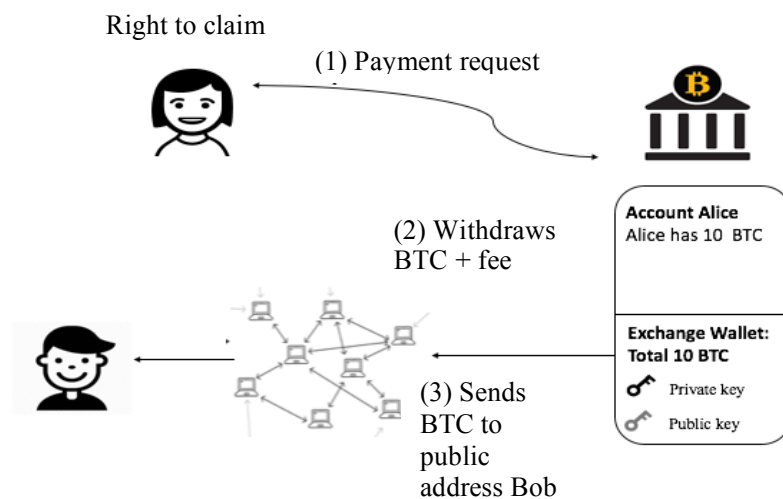 Right to claim
(1) Payment request
Account Alice
Alice has 10 BTC
(2) Withdraws
BTC + fee
Exchange Wallet:
Total 10 BTC
Private key
Public key
(3) Sends
BTC to
public
address Bob